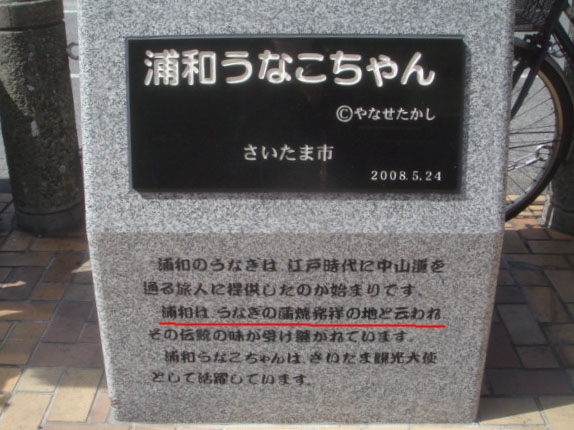 浦和うなこちゃん
©やなせたかし
さいたま市
2008.5.24
浦和のうなぎは 江戸時代に中山道を
通る旅人に提供したのが始まりです。
浦和は うなぎの蒲焼発祥の地と云われ
その伝統の味が受け継がれています。
浦和うなこちゃんは、さいたま観光大使
として活躍しています。